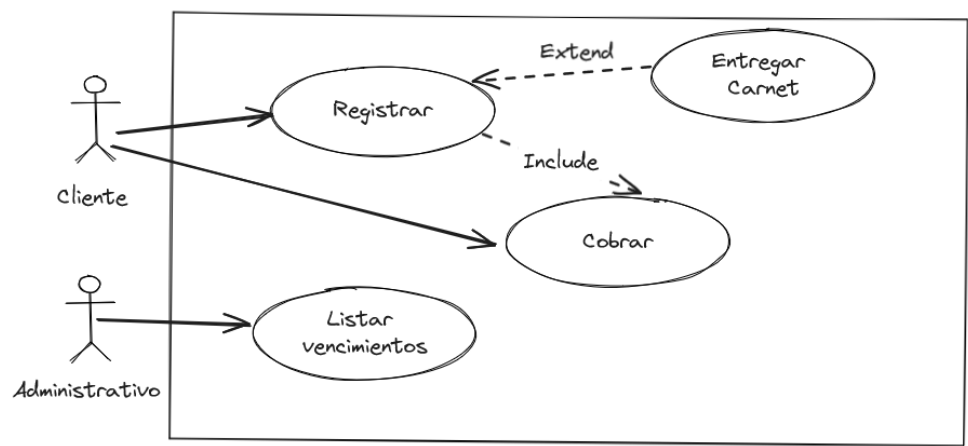 Extend
Entregar
Carnet
Registrar
Include
Cliente
Cobrar
Listar
vencimientos
Administrativo